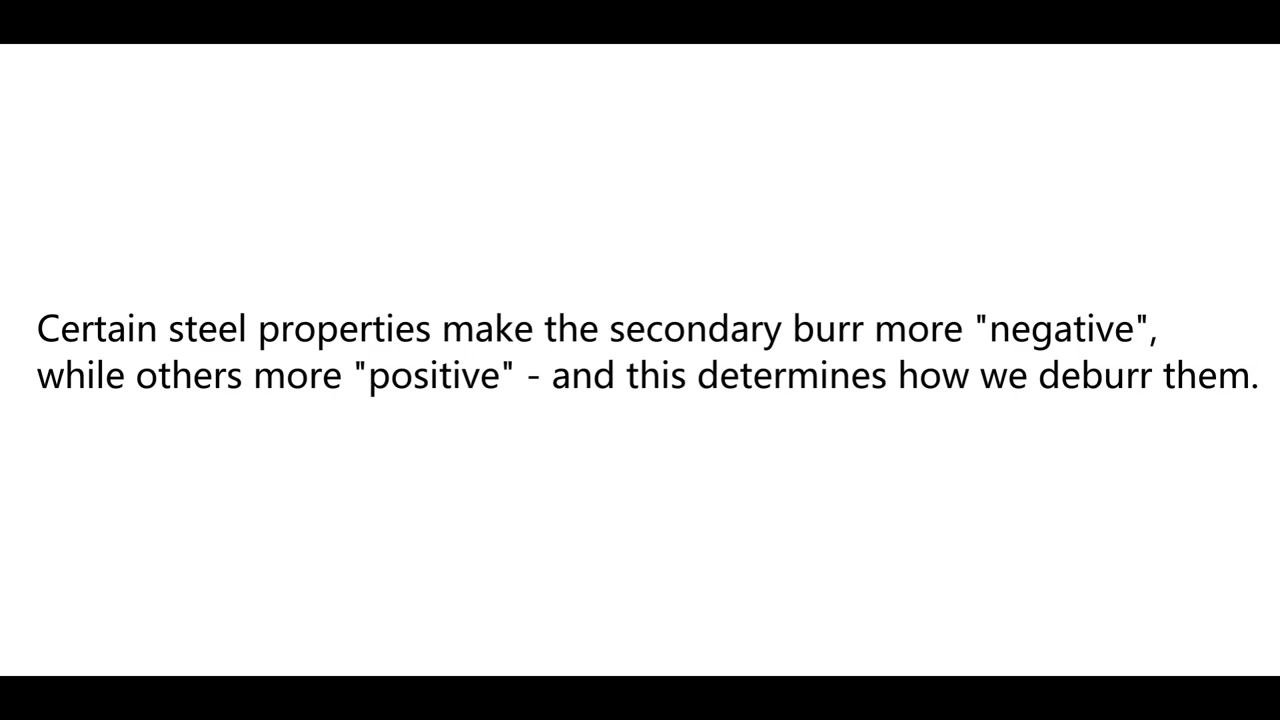 Certain steel properties make the secondary burr more "negative",
while others more "positive" - and this determines how we deburr them.